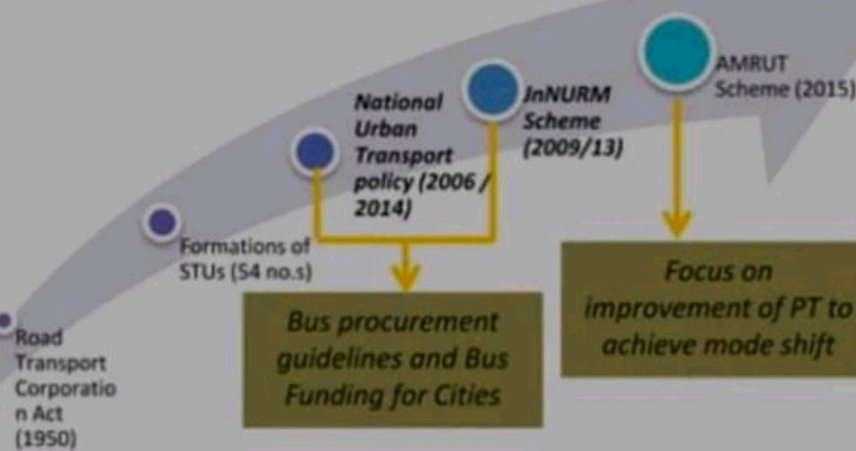 Road
Transport
Corporatio
n Act
(1950)
Formations of
STUs (54 no.s)
National
Urban
Transport
policy (2006 /
2014)
JnNURM
Scheme
(2009/13)
AMRUT
Scheme (2015)
Bus procurement
guidelines and Bus
Funding for Cities
Focus on
improvement of PT to
achieve mode shift